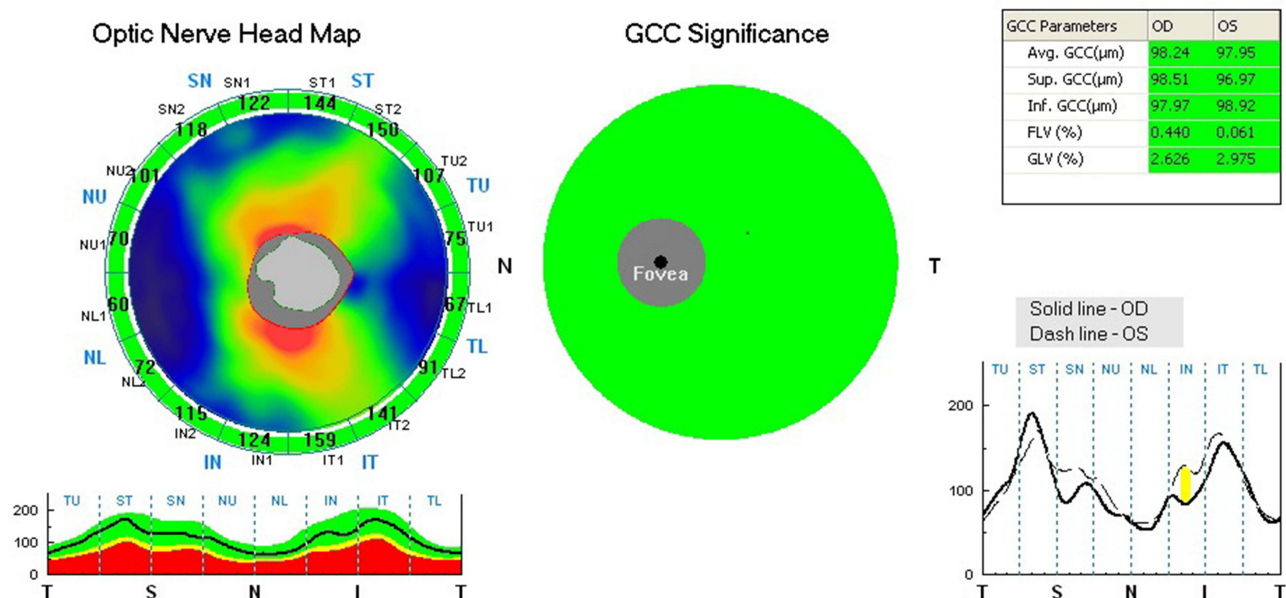 Optic Nerve Head Map
GCC Significance
GCC Parameters OD OS
Avg. GCC(µm) 98.24 97.95
Sup. GCC(µm) 98.51 96.97
Inf. GCC(µm) 97.97 98.92
FLV (%) 0.440 0.061
GLV (%) 2.626 2.975
SN SN1 ST1 ST
122 144
SN2 ST2
118 150
NU2 101 107 TU2
NU TU
NU1 70 75 TU1
N T
Fovea
60 67
NL1 TL1
NL TL
NL2 72 91 TL2
115 141
IN2 IT2
124 159
IN IN1 IT1 IT
Solid line - OD
Dash line - OS
TU ST SN NU NL IN IT TL
200
100
0
T S N I T
TU ST SN NU NL IN IT TL
200
100
0
T S N I T